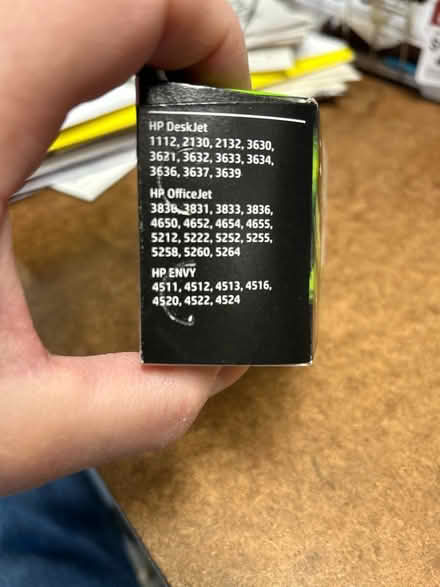 HP DeskJet
1112, 2130, 2132, 3630,
3631, 3632, 3633, 3634,
3636, 3637, 3639
HP OfficeJet
3830, 3831, 3833, 3836,
4650, 4652, 4654, 4655,
5212, 5222, 5252, 5255,
5258, 5260, 5264
HP ENVY
4511, 4512, 4513, 4516,
4520, 4522, 4524